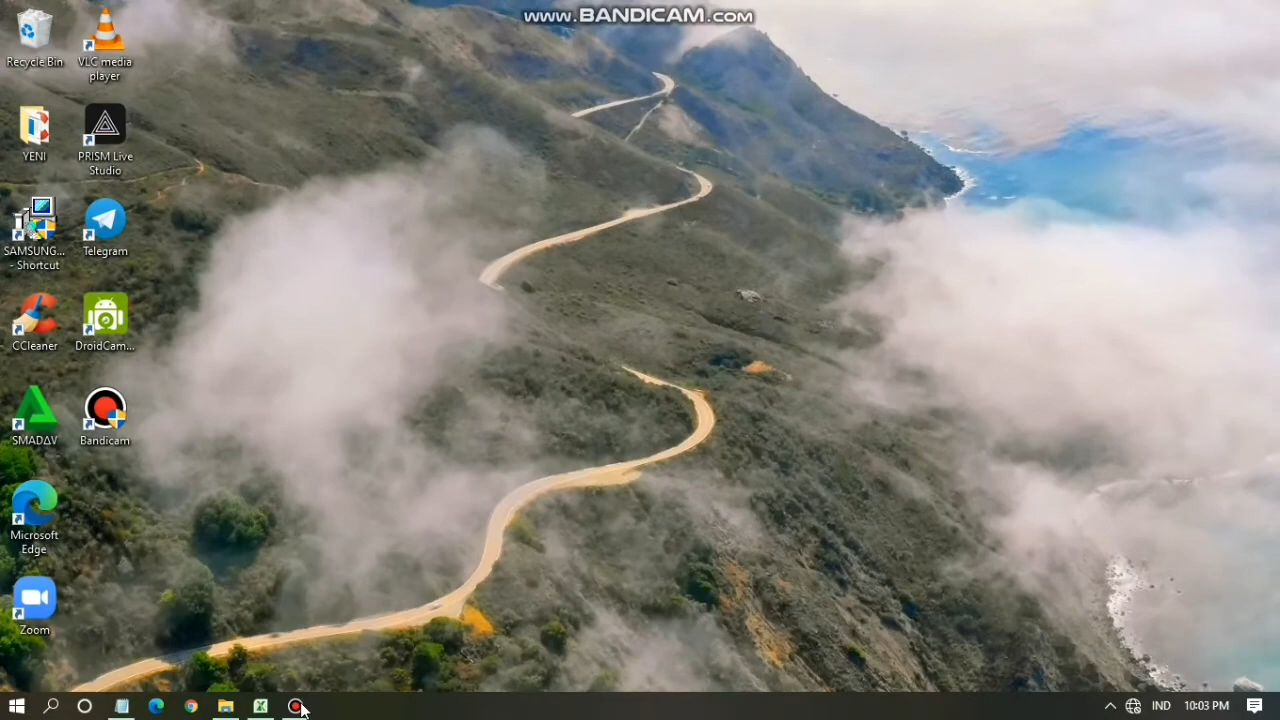 www.BANDICAM.com
Recycle Bin
VLC media
player
YENI
PRISM Live
Studio
SAMSUNG...
- Shortcut
Telegram
CCleaner
DroidCam...
SMADΔV
Bandicam
Microsoft
Edge
Zoom
IND
10:03 PM